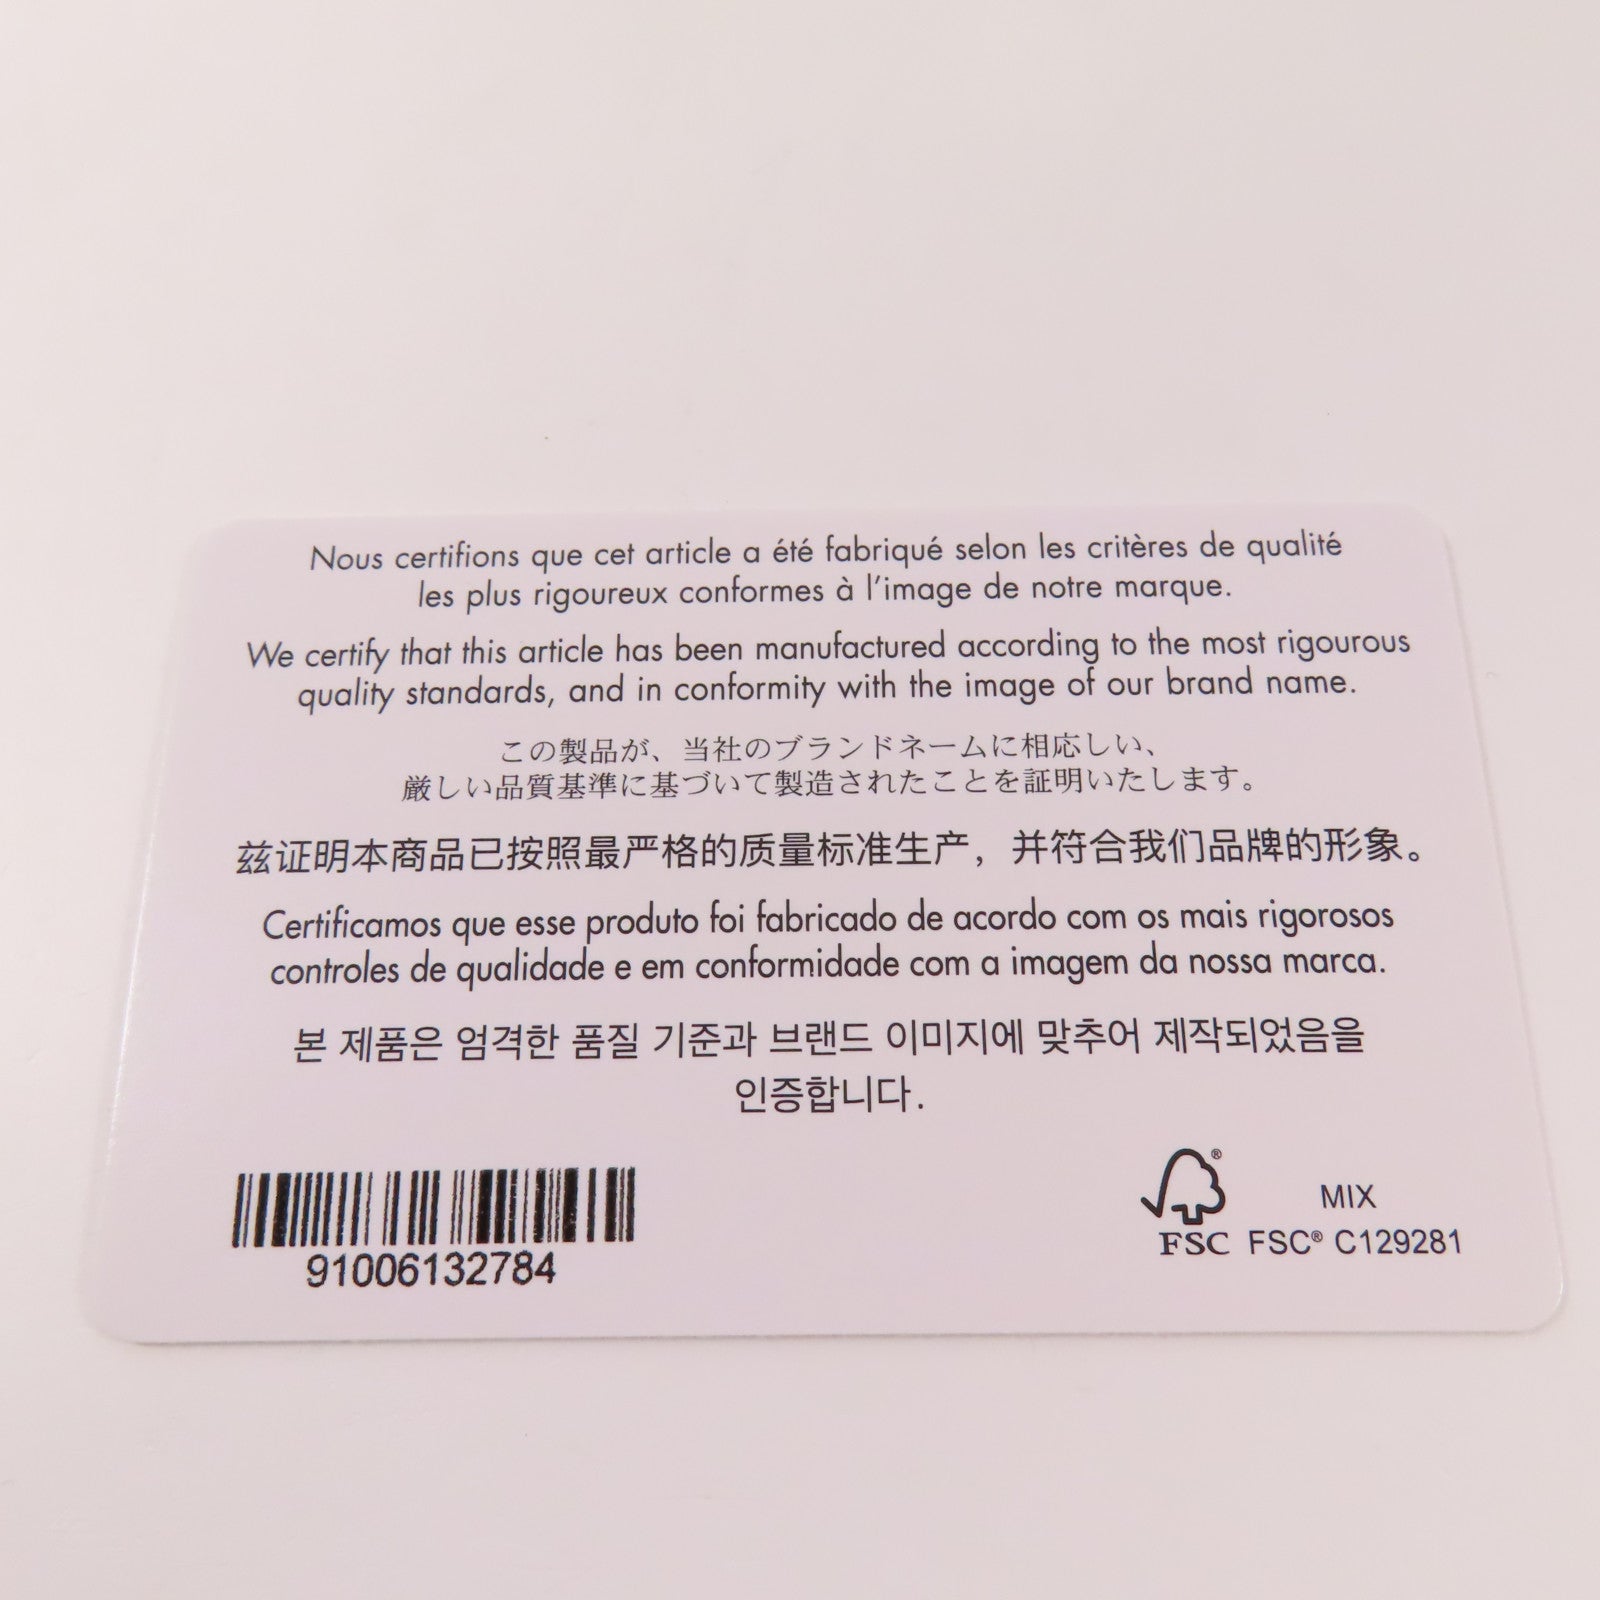 Nous certifions que cet article a été fabriqué selon les critères de qualité
les plus rigoureux conformes à l'image de notre marque.
We certify that this article has been manufactured according to the most rigourous
quality standards, and in conformity with the image of our brand name.
この製品が、当社のブランドネームに相応しい、
厳しい品質基準に基づいて製造されたことを証明いたします。
兹证明本商品已按照最严格的质量标准生产，并符合我们品牌的形象。
Certificamos que esse produto foi fabricado de acordo com os mais rigorosos
controles de qualidade e em conformidade com a imagem da nossa marca.
본 제품은 엄격한 품질 기준과 브랜드 이미지에 맞추어 제작되었음을
인증합니다.
91006132784
®
MIX
FSC FSC® C129281